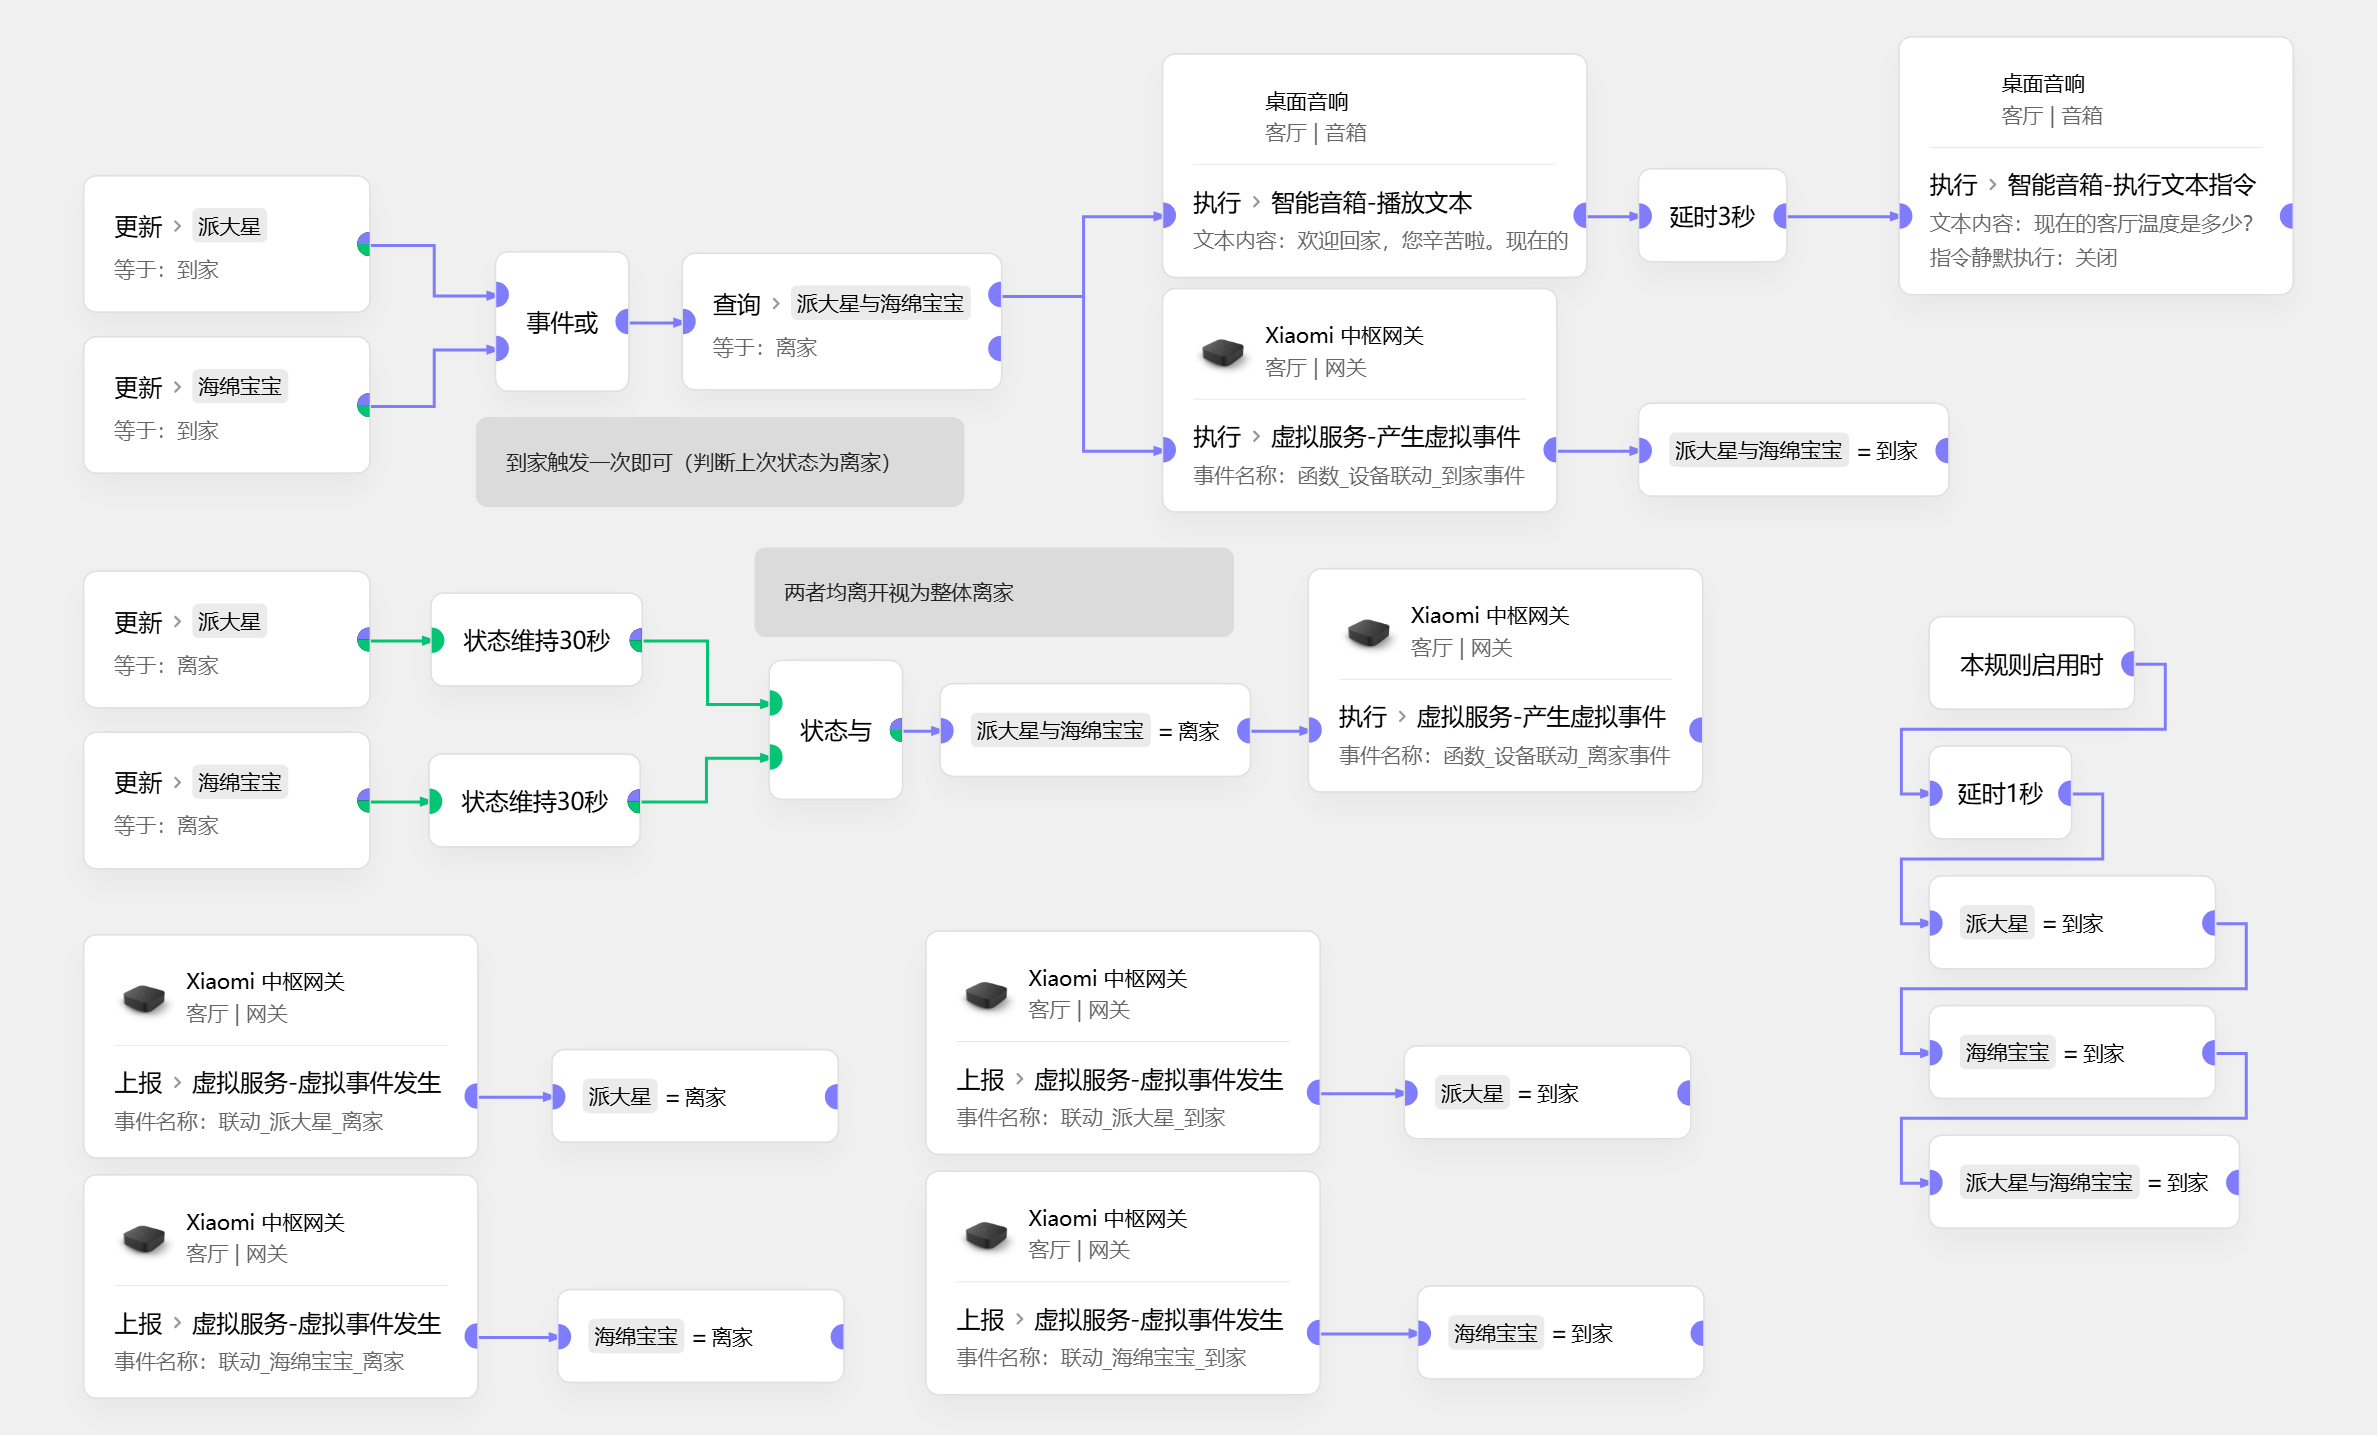 桌面音响
客厅 | 音箱
执行 › 智能音箱-播放文本
文本内容：欢迎回家，您辛苦啦。现在的
延时3秒
桌面音响
客厅 | 音箱
执行 › 智能音箱-执行文本指令
文本内容：现在的客厅温度是多少？
指令静默执行：关闭
更新 › 派大星
等于：到家
更新 › 海绵宝宝
等于：到家
事件或
查询 › 派大星与海绵宝宝
等于：离家
到家触发一次即可（判断上次状态为离家）
Xiaomi 中枢网关
客厅 | 网关
执行 › 虚拟服务-产生虚拟事件
事件名称：函数_设备联动_到家事件
派大星与海绵宝宝 = 到家
更新 › 派大星
等于：离家
状态维持30秒
更新 › 海绵宝宝
等于：离家
状态维持30秒
两者均离开视为整体离家
状态与
派大星与海绵宝宝 = 离家
Xiaomi 中枢网关
客厅 | 网关
执行 › 虚拟服务-产生虚拟事件
事件名称：函数_设备联动_离家事件
本规则启用时
延时1秒
派大星 = 到家
海绵宝宝 = 到家
派大星与海绵宝宝 = 到家
Xiaomi 中枢网关
客厅 | 网关
上报 › 虚拟服务-虚拟事件发生
事件名称：联动_派大星_离家
派大星 = 离家
Xiaomi 中枢网关
客厅 | 网关
上报 › 虚拟服务-虚拟事件发生
事件名称：联动_派大星_到家
派大星 = 到家
Xiaomi 中枢网关
客厅 | 网关
上报 › 虚拟服务-虚拟事件发生
事件名称：联动_海绵宝宝_离家
海绵宝宝 = 离家
Xiaomi 中枢网关
客厅 | 网关
上报 › 虚拟服务-虚拟事件发生
事件名称：联动_海绵宝宝_到家
海绵宝宝 = 到家